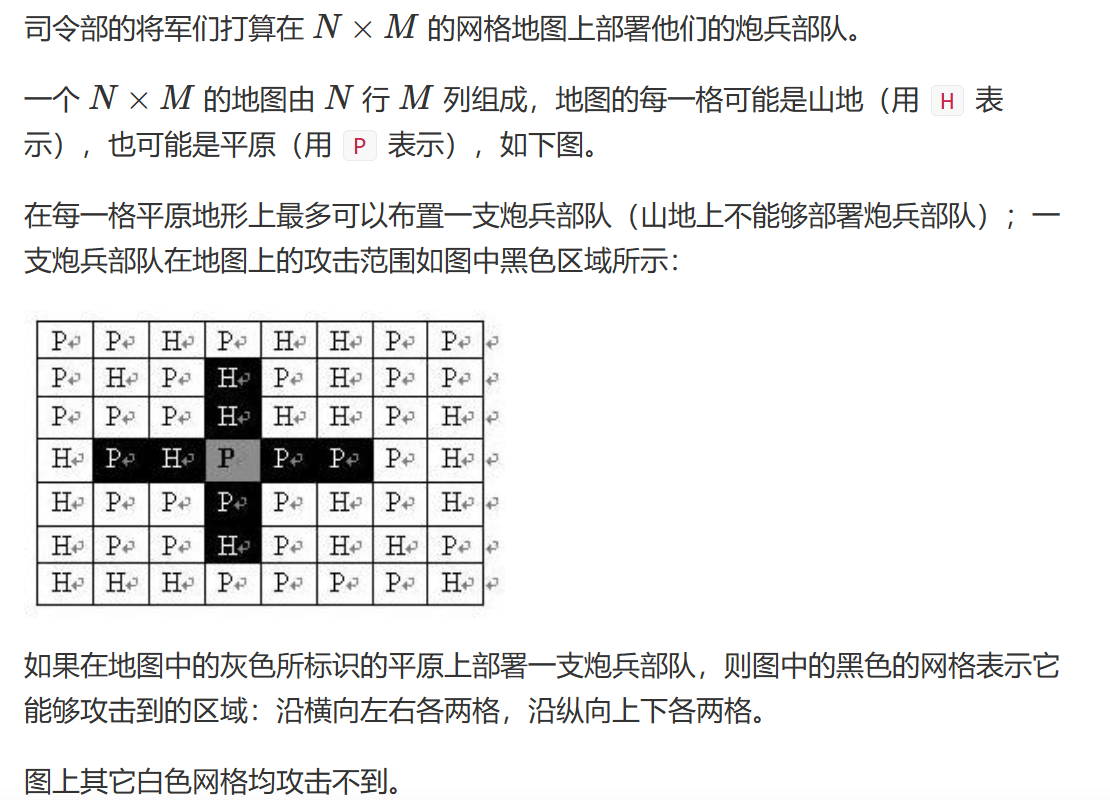 司令部的将军们打算在 N × M 的网格地图上部署他们的炮兵部队。
一个 N × M 的地图由 N 行 M 列组成，地图的每一格可能是山地（用 H 表
示），也可能是平原（用 P 表示），如下图。
在每一格平原地形上最多可以布置一支炮兵部队（山地上不能够部署炮兵部队）；一
支炮兵部队在地图上的攻击范围如图中黑色区域所示：
P↵ P↵ H↵ P↵ H↵ H↵ P↵ P↵ ↵
P↵ H↵ P↵ H↵ P↵ H↵ P↵ P↵ ↵
P↵ P↵ P↵ H↵ H↵ H↵ P↵ H↵ ↵
H↵ P↵ H↵ P P↵ P↵ P↵ H↵ ↵
H↵ P↵ P↵ P↵ P↵ H↵ P↵ H↵ ↵
H↵ P↵ P↵ H↵ P↵ H↵ H↵ P↵ ↵
H↵ H↵ H↵ P↵ P↵ P↵ P↵ H↵ ↵
如果在地图中的灰色所标识的平原上部署一支炮兵部队，则图中的黑色的网格表示它
能够攻击到的区域：沿横向左右各两格，沿纵向上下各两格。
图上其它白色网格均攻击不到。